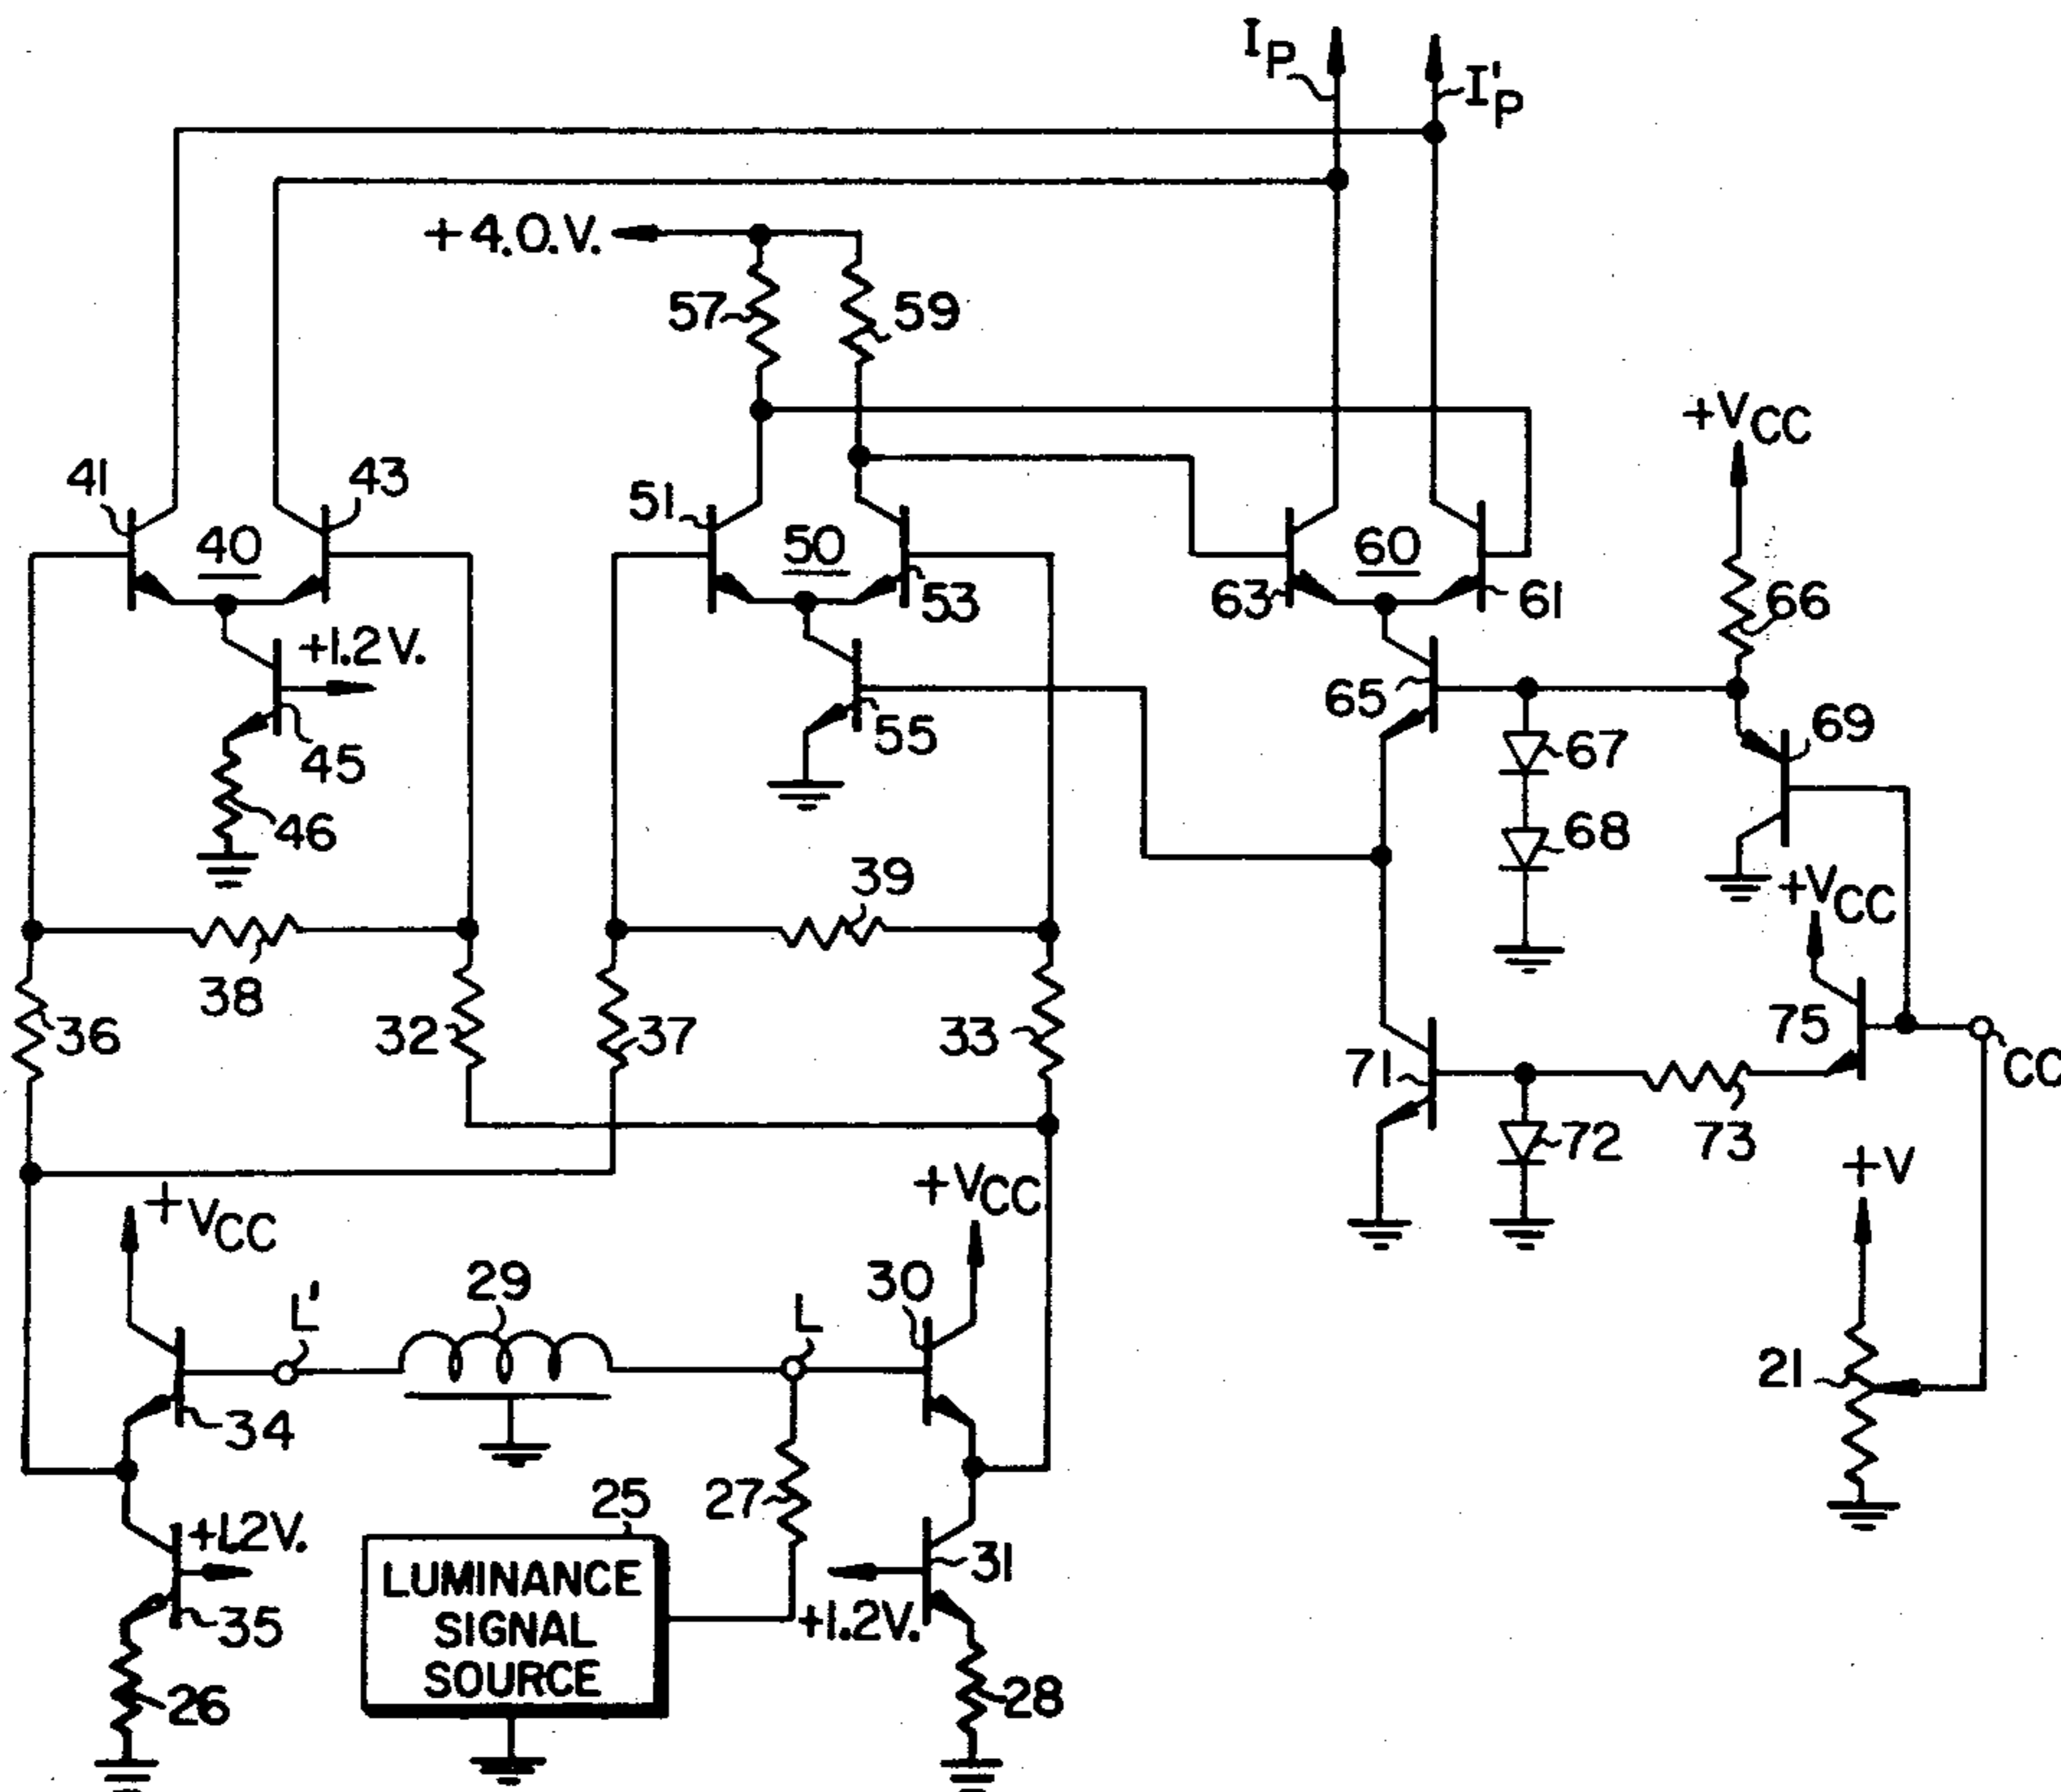 Ip
I'p
+4.0.V.
57
59
+VCC
41
43
51
40
50
60
53
63
61
66
+1.2V.
65
69
55
45
67
46
68
39
+VCC
38
36
32
37
33
75
71
CC
72
73
+V
+VCC
+VCC
L'
29
L
30
21
34
25
27
+1.2V.
31
LUMINANCE
SIGNAL
SOURCE
+1.2V.
35
26
28